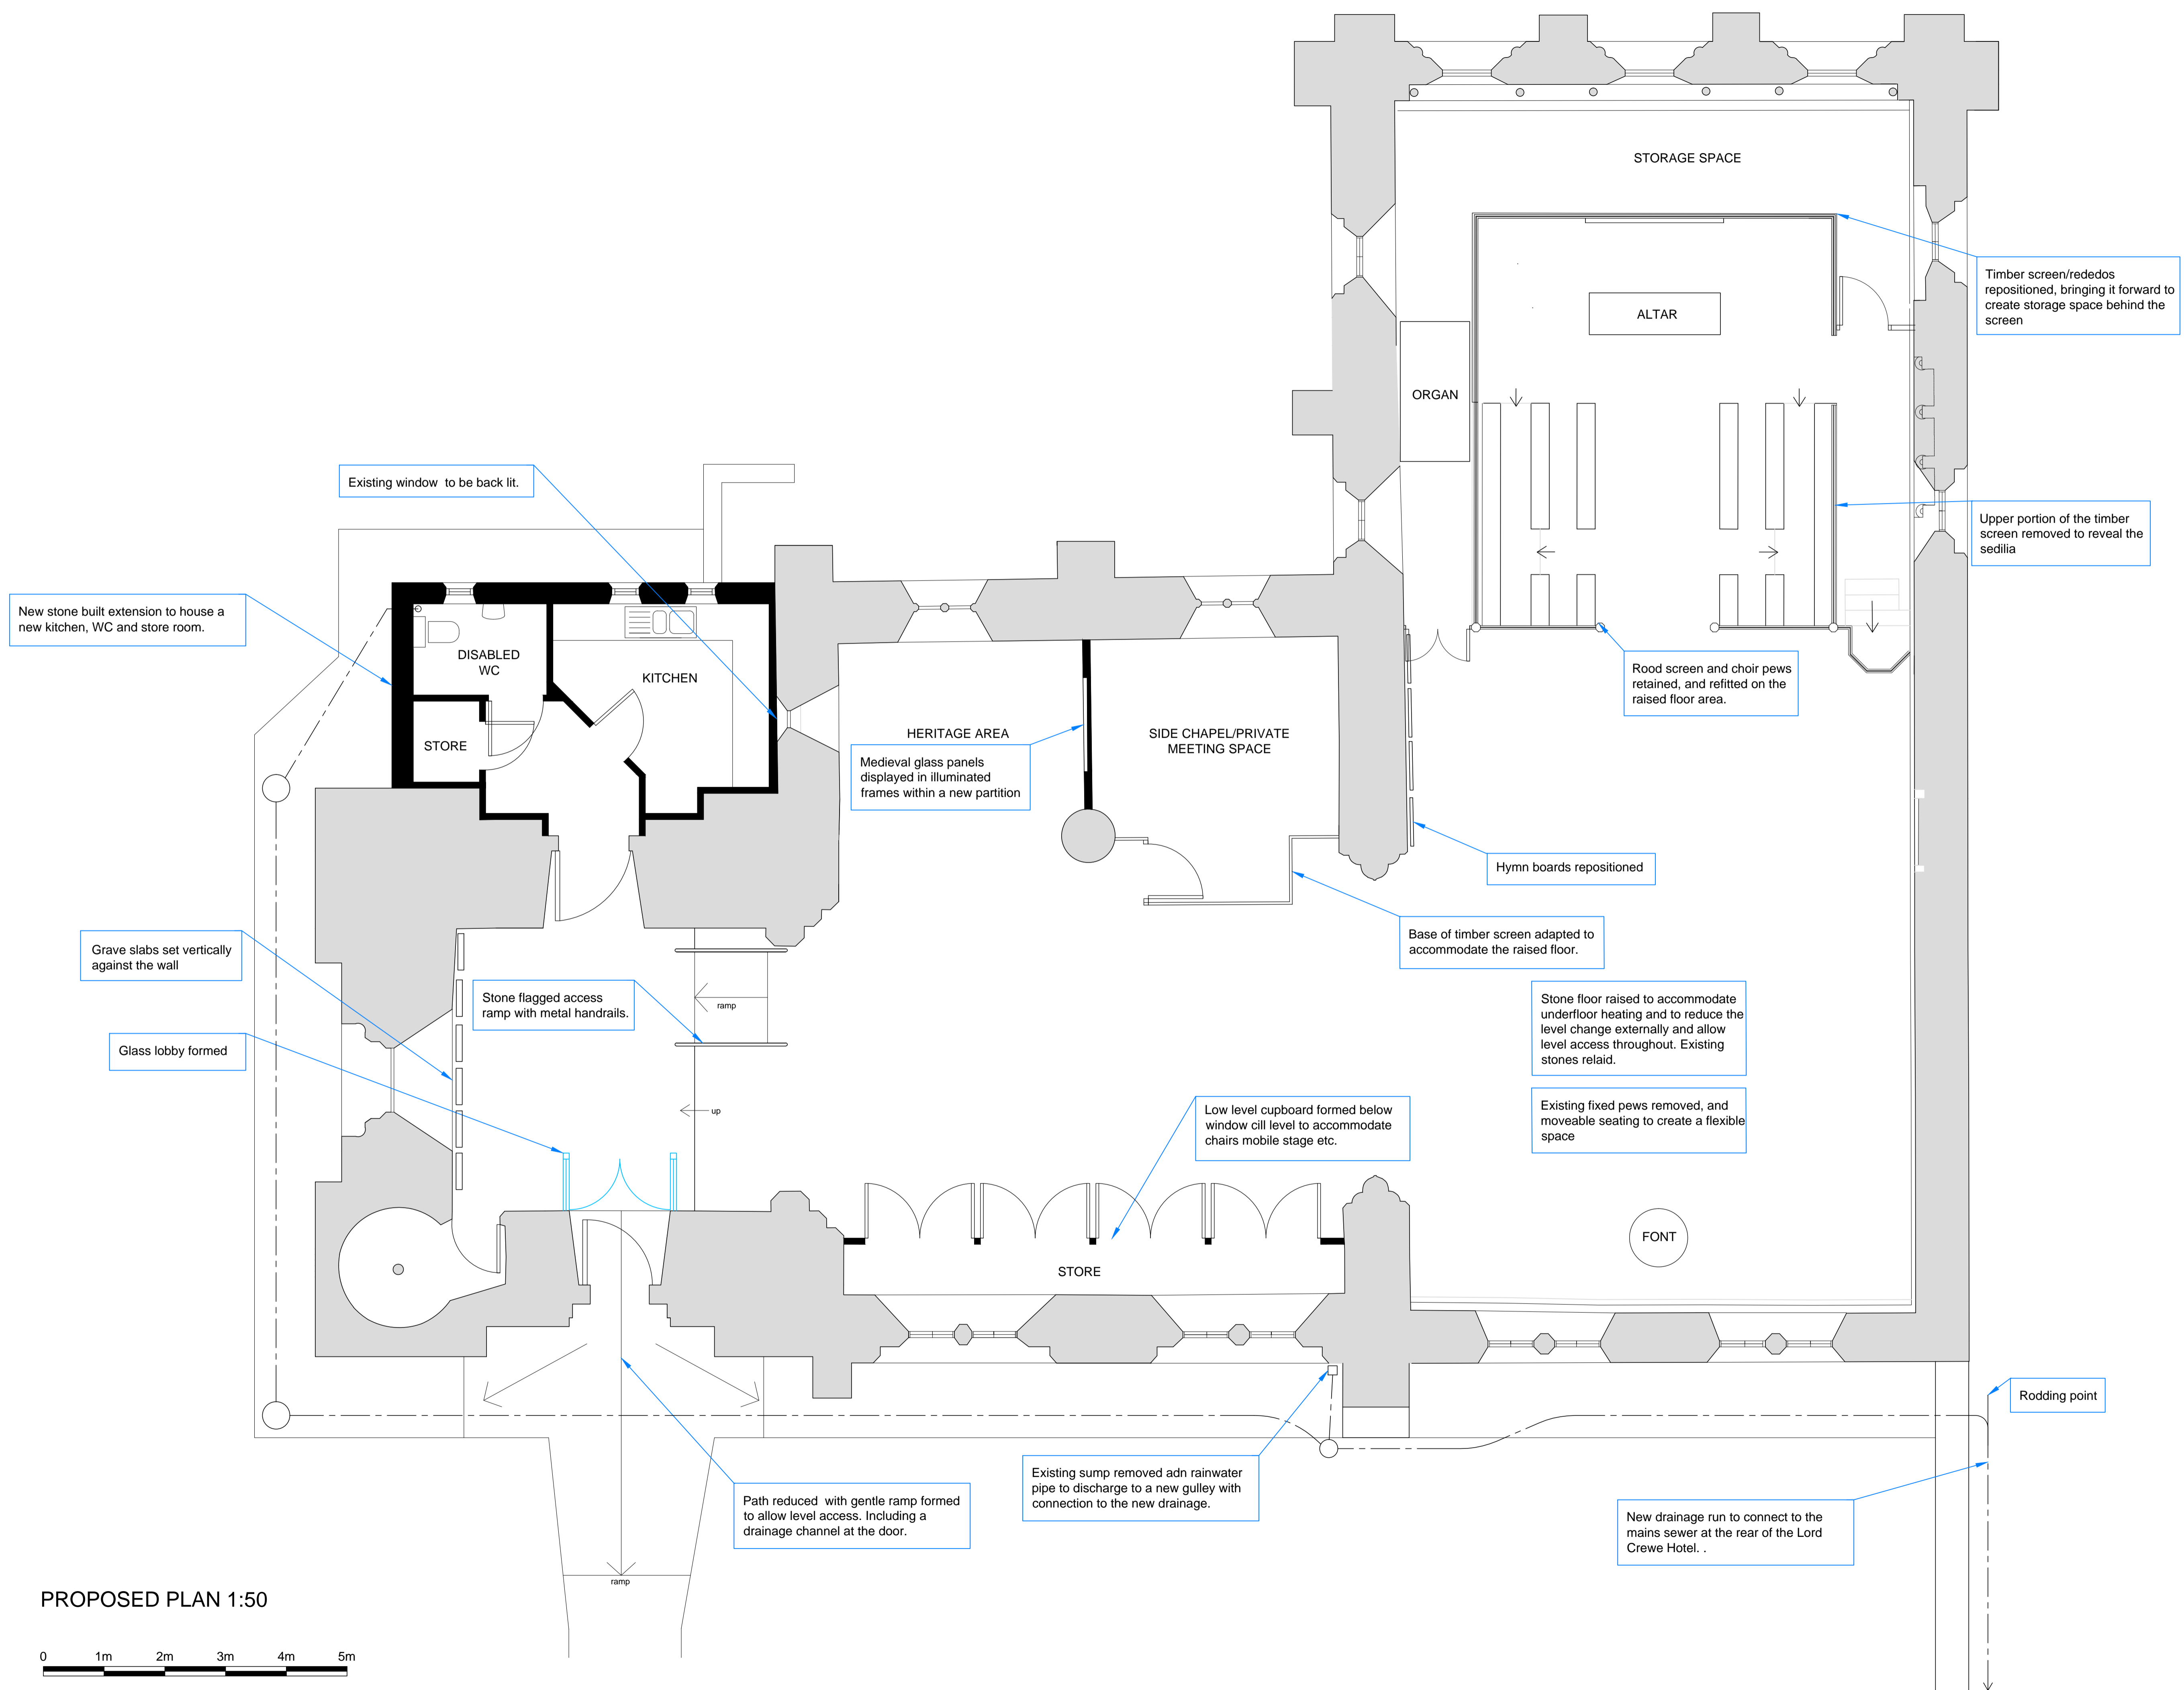 STORAGE SPACE
Timber screen/rededos
repositioned, bringing it forward to
create storage space behind the
screen
ALTAR
ORGAN
Existing window  to be back lit.
Upper portion of the timber
screen removed to reveal the
sedilia
New stone built extension to house a
new kitchen, WC and store room.
DISABLED
WC
KITCHEN
STORE
Rood screen and choir pews
retained, and refitted on the
raised floor area.
HERITAGE AREA
SIDE CHAPEL/PRIVATE
MEETING SPACE
Medieval glass panels
displayed in illuminated
frames within a new partition
Hymn boards repositioned
Base of timber screen adapted to
accommodate the raised floor.
Grave slabs set vertically
against the wall
Stone flagged access
ramp with metal handrails.
ramp
Glass lobby formed
Stone floor raised to accommodate
underfloor heating and to reduce the
level change externally and allow
level access throughout. Existing
stones relaid.
up
Low level cupboard formed below
window cill level to accommodate
chairs mobile stage etc.
Existing fixed pews removed, and
moveable seating to create a flexible
space
FONT
STORE
Rodding point
Existing sump removed adn rainwater
pipe to discharge to a new gulley with
connection to the new drainage.
Path reduced  with gentle ramp formed
to allow level access. Including a
drainage channel at the door.
New drainage run to connect to the
mains sewer at the rear of the Lord
Crewe Hotel. .
ramp
PROPOSED PLAN 1:50
0 1m 2m 3m 4m 5m